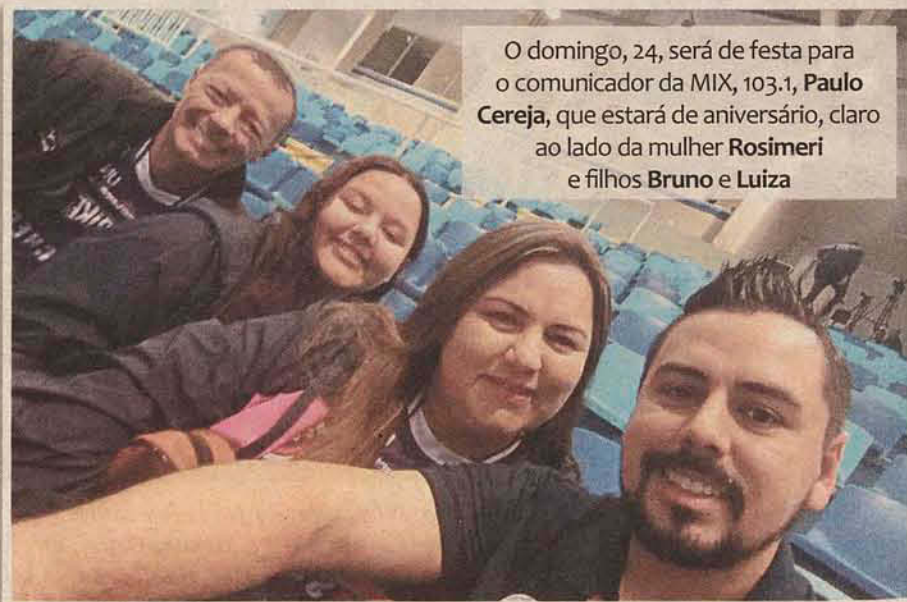 O domingo, 24, será de festa para
o comunicador da MIX, 103.1, Paulo
Cereja, que estará de aniversário, claro
ao lado da mulher Rosimeri
e filhos Bruno e Luiza